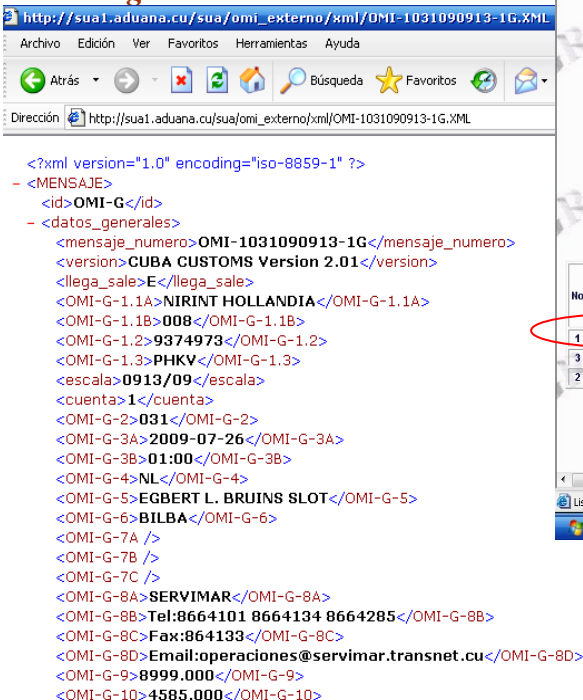 http://sua1.aduana.cu/sua/omi_externo/xml/OMI-1031090913-1G.XML
Archivo Edición Ver Favoritos Herramientas Ayuda
Atrás Búsqueda Favoritos
Dirección http://sua1.aduana.cu/sua/omi_externo/xml/OMI-1031090913-1G.XML
<?xml version="1.0" encoding="iso-8859-1" ?>
- <MENSAJE>
<id>OMI-G</id>
- <datos_generales>
<mensaje_numero>OMI-1031090913-1G</mensaje_numero>
<version>CUBA CUSTOMS Version 2.01</version>
<llega_sale>E</llega_sale>
<OMI-G-1.1A>NIRINT HOLLANDIA</OMI-G-1.1A>
<OMI-G-1.1B>008</OMI-G-1.1B>
<OMI-G-1.2>9374973</OMI-G-1.2>
<OMI-G-1.3>PHKV</OMI-G-1.3>
<escala>0913/09</escala>
<cuenta>1</cuenta>
<OMI-G-2>031</OMI-G-2>
<OMI-G-3A>2009-07-26</OMI-G-3A>
<OMI-G-3B>01:00</OMI-G-3B>
<OMI-G-4>NL</OMI-G-4>
<OMI-G-5>EGBERT L. BRUINS SLOT</OMI-G-5>
<OMI-G-6>BILBA</OMI-G-6>
<OMI-G-7A />
<OMI-G-7B />
<OMI-G-7C />
<OMI-G-8A>SERVIMAR</OMI-G-8A>
<OMI-G-8B>Tel:8664101 8664134 8664285</OMI-G-8B>
<OMI-G-8C>Fax:864133</OMI-G-8C>
<OMI-G-8D>Email:operaciones@servimar.transnet.cu</OMI-G-8D>
<OMI-G-9>8999.000</OMI-G-9>
<OMI-G-10>4585.000</OMI-G-10>
No
1
3
2